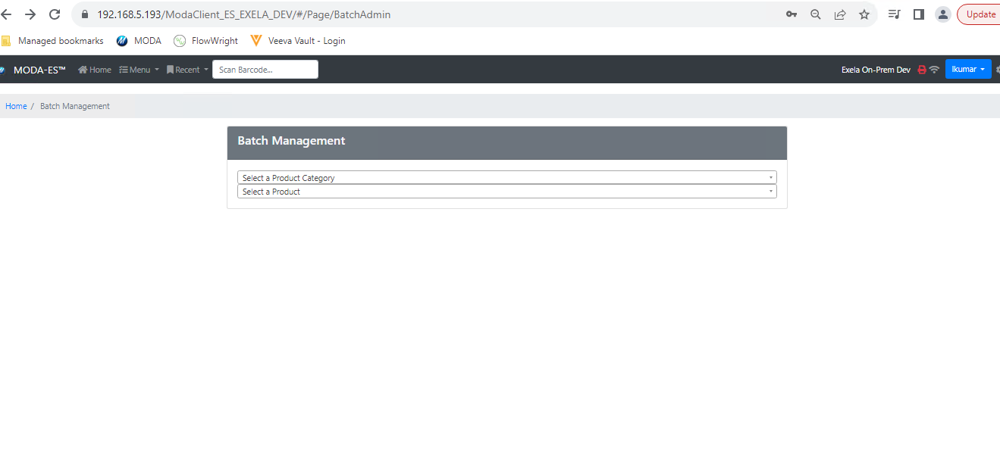 192.168.5.193/ModaClient_ES_EXELA_DEV/#/Page/BatchAdmin Update
Managed bookmarks MODA FlowWright Veeva Vault - Login
MODA-ES™ Home Menu Recent Scan Barcode... Exela On-Prem Dev lkumar
Home / Batch Management
Batch Management
Select a Product Category
Select a Product